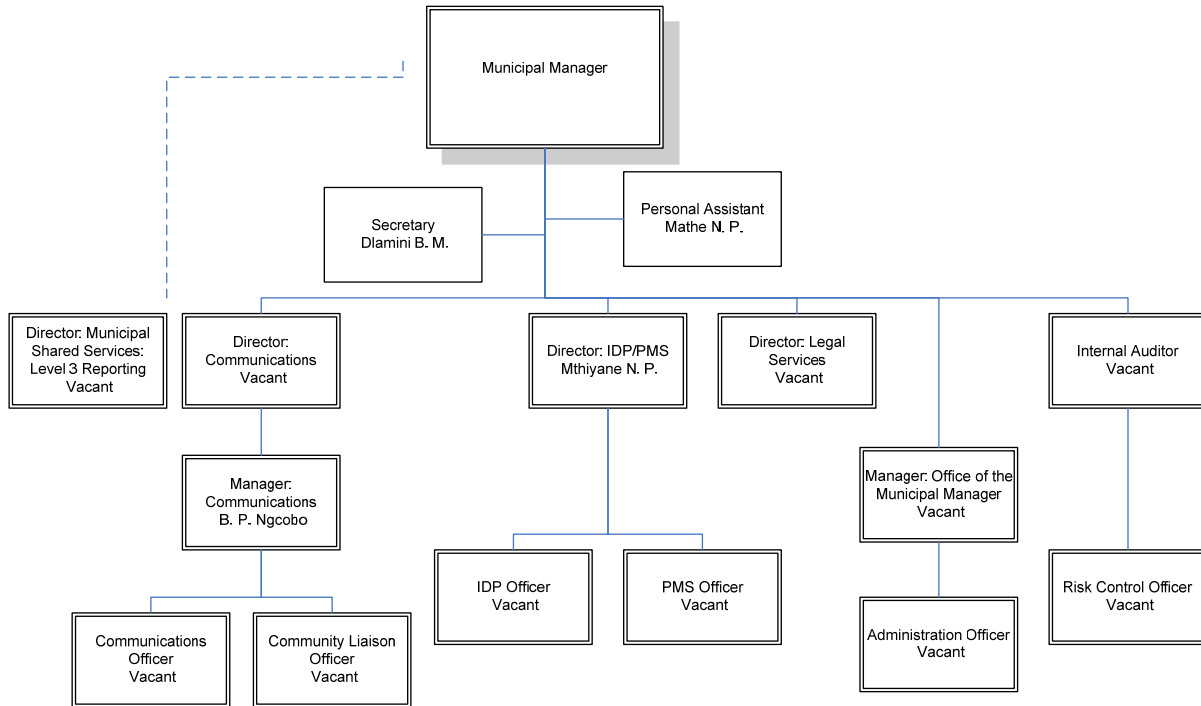 Municipal Manager
Secretary
Dlamini B. M.
Personal Assistant
Mathe N. P.
Director: Municipal
Shared Services:
Level 3 Reporting
Vacant
Director:
Communications
Vacant
Director: IDP/PMS
Mthiyane N. P.
Director: Legal
Services
Vacant
Internal Auditor
Vacant
Manager:
Communications
B. P. Ngcobo
Manager: Office of the
Municipal Manager
Vacant
IDP Officer
Vacant
PMS Officer
Vacant
Risk Control Officer
Vacant
Communications
Officer
Vacant
Community Liaison
Officer
Vacant
Administration Officer
Vacant